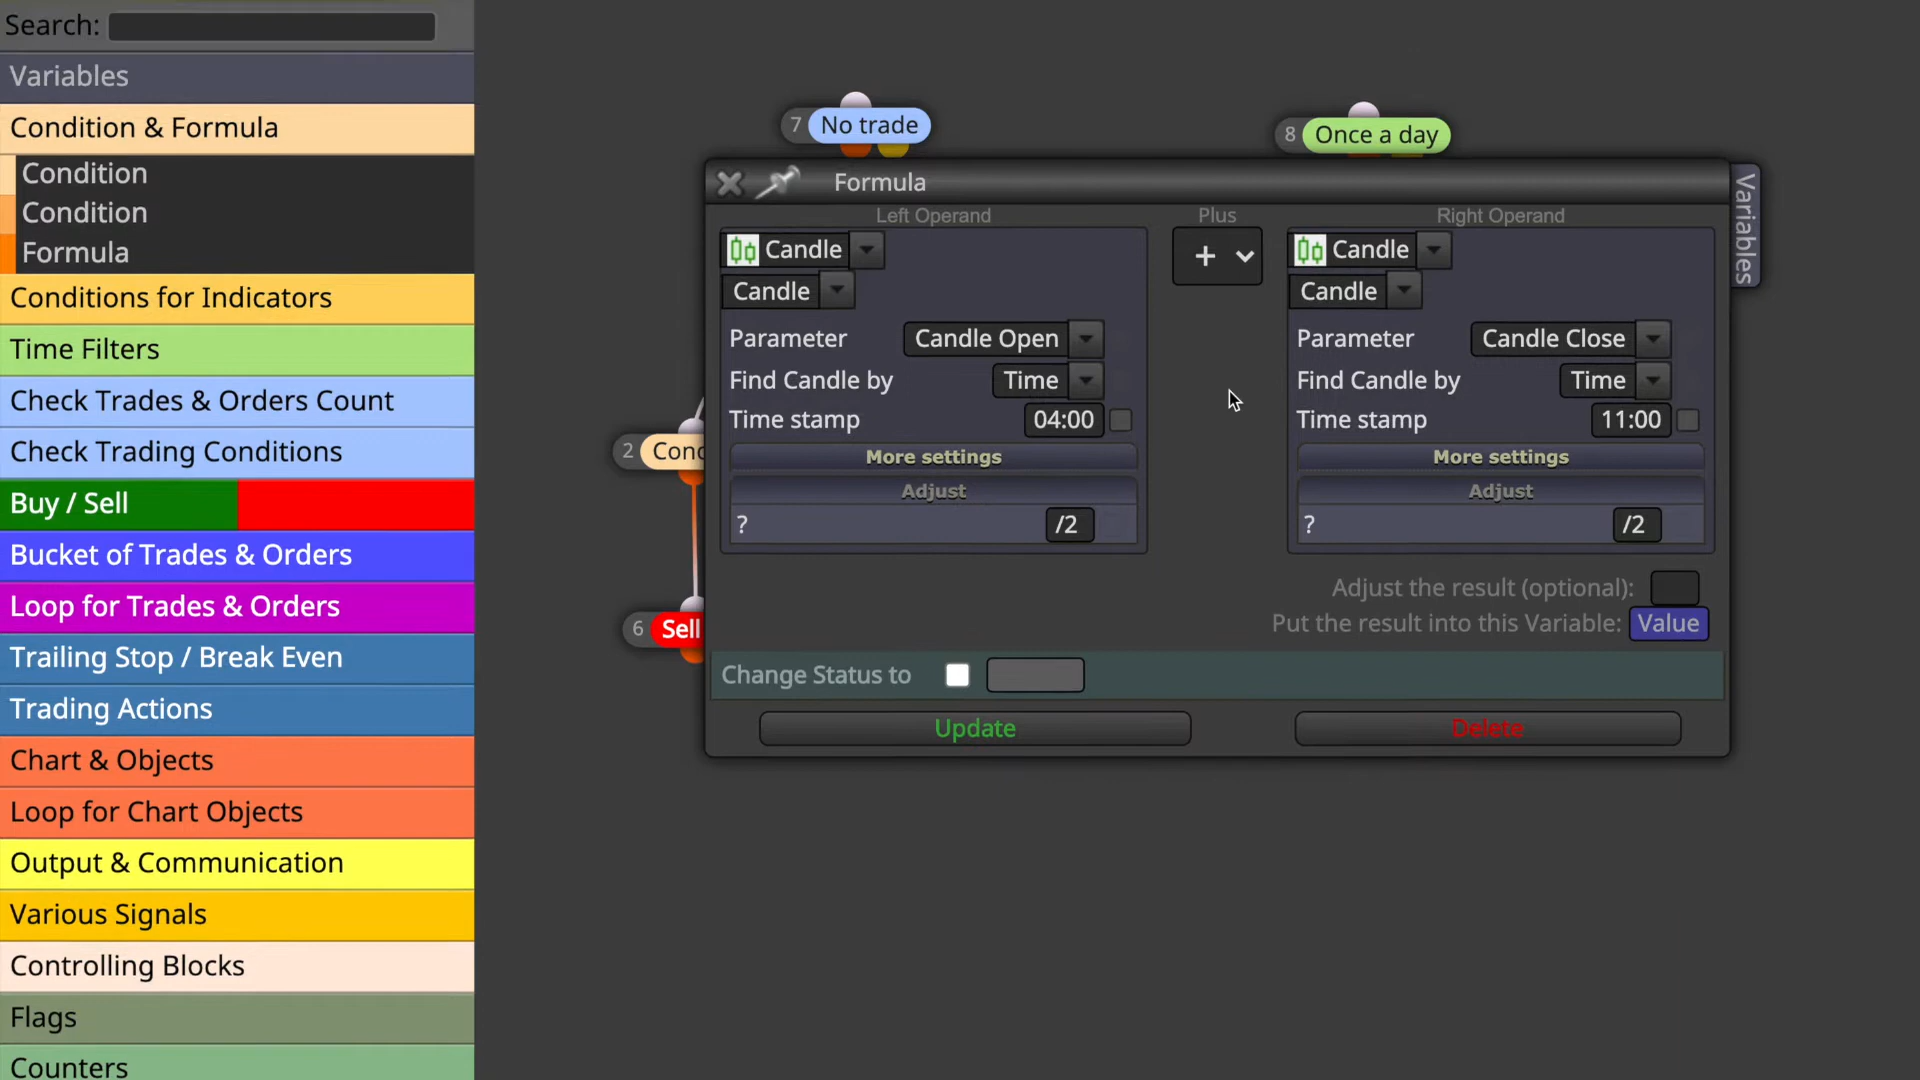 Search:
Variables
Condition & Formula
Condition
Condition
Formula
Conditions for Indicators
Time Filters
Check Trades & Orders Count
Check Trading Conditions
Buy / Sell
Bucket of Trades & Orders
Loop for Trades & Orders
Trailing Stop / Break Even
Trading Actions
Chart & Objects
Loop for Chart Objects
Output & Communication
Various Signals
Controlling Blocks
Flags
Counters
7 No trade
8 Once a day
2 Conc
6 Sell
Formula
Variables
Left Operand
Candle
Candle
Parameter Candle Open
Find Candle by Time
Time stamp 04:00
More settings
Adjust
? /2
Plus
+
Right Operand
Candle
Candle
Parameter Candle Close
Find Candle by Time
Time stamp 11:00
More settings
Adjust
? /2
Adjust the result (optional):
Put the result into this Variable: Value
Change Status to
Update
Delete